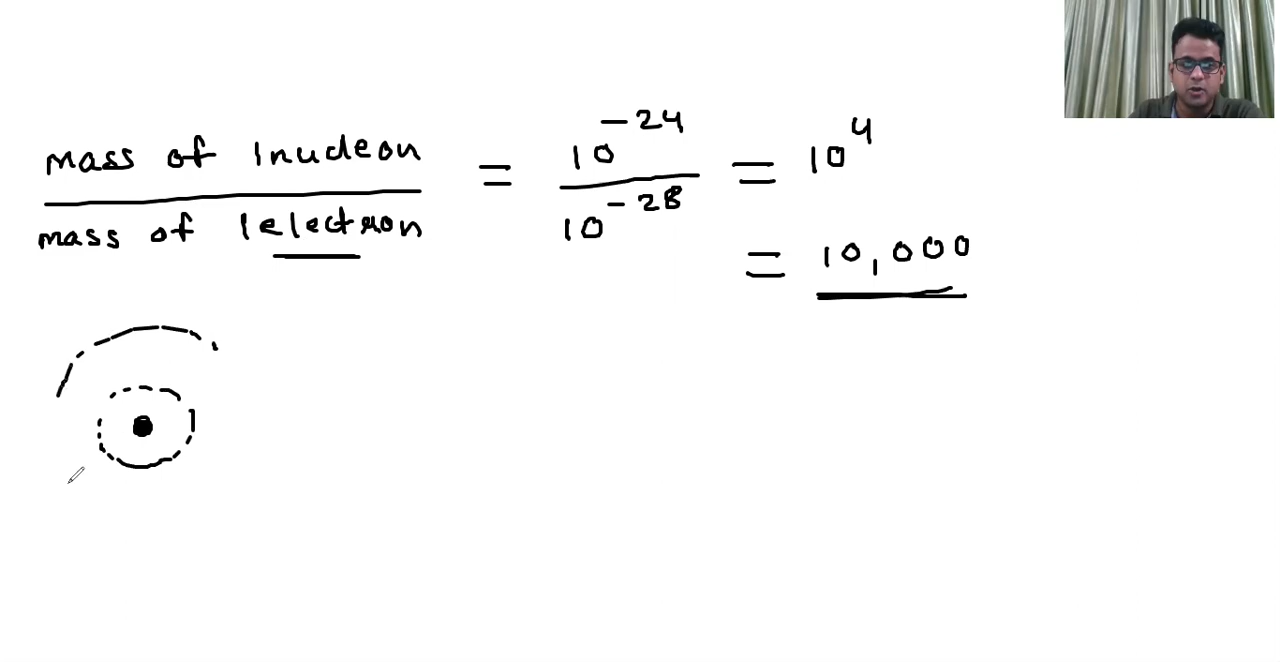 mass of 1nucleon / mass of 1electron = 10^-24 / 10^-28 = 10^4
= 10,000